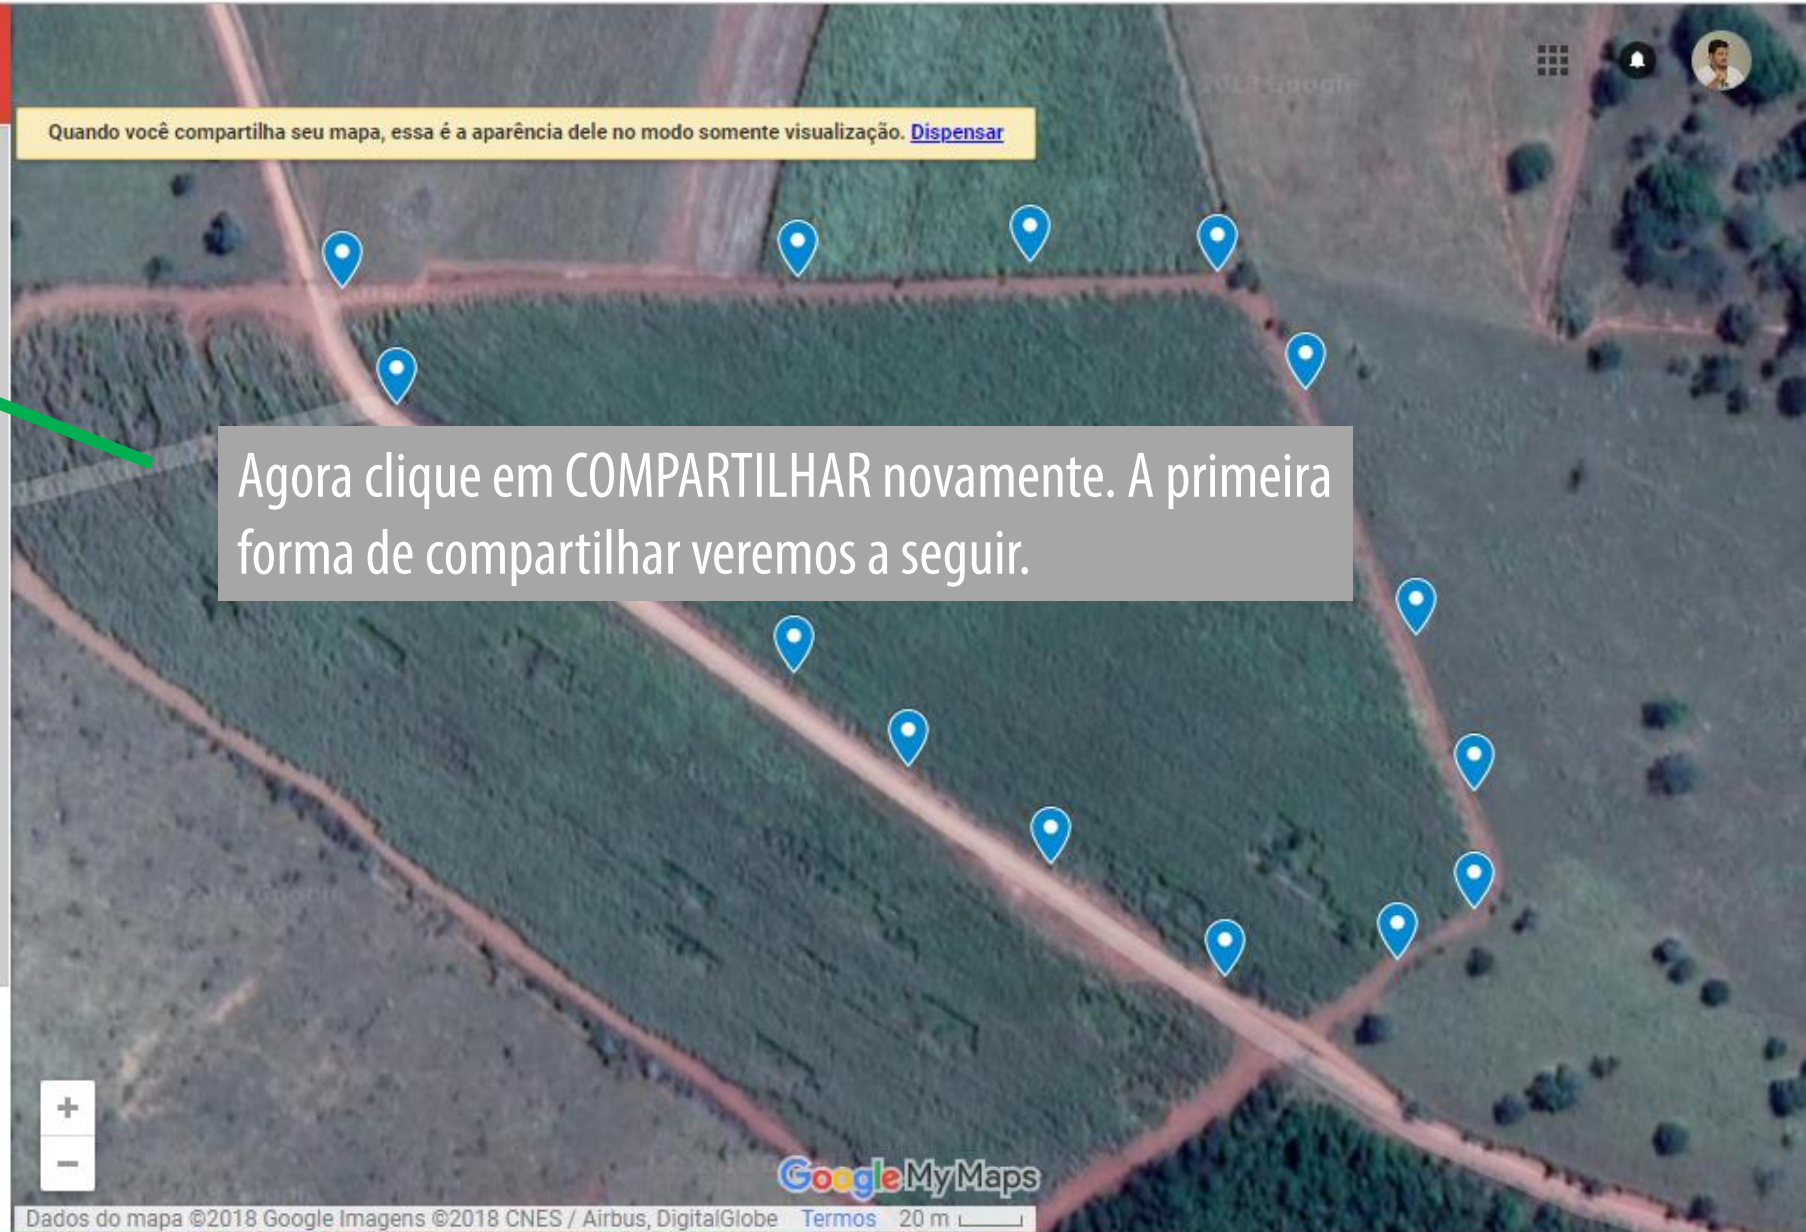 Quando você compartilha seu mapa, essa é a aparência dele no modo somente visualização. Dispensar
Agora clique em COMPARTILHAR novamente. A primeira
forma de compartilhar veremos a seguir.
+
−
Google My Maps
Dados do mapa ©2018 Google Imagens ©2018 CNES / Airbus, DigitalGlobe Termos 20 m